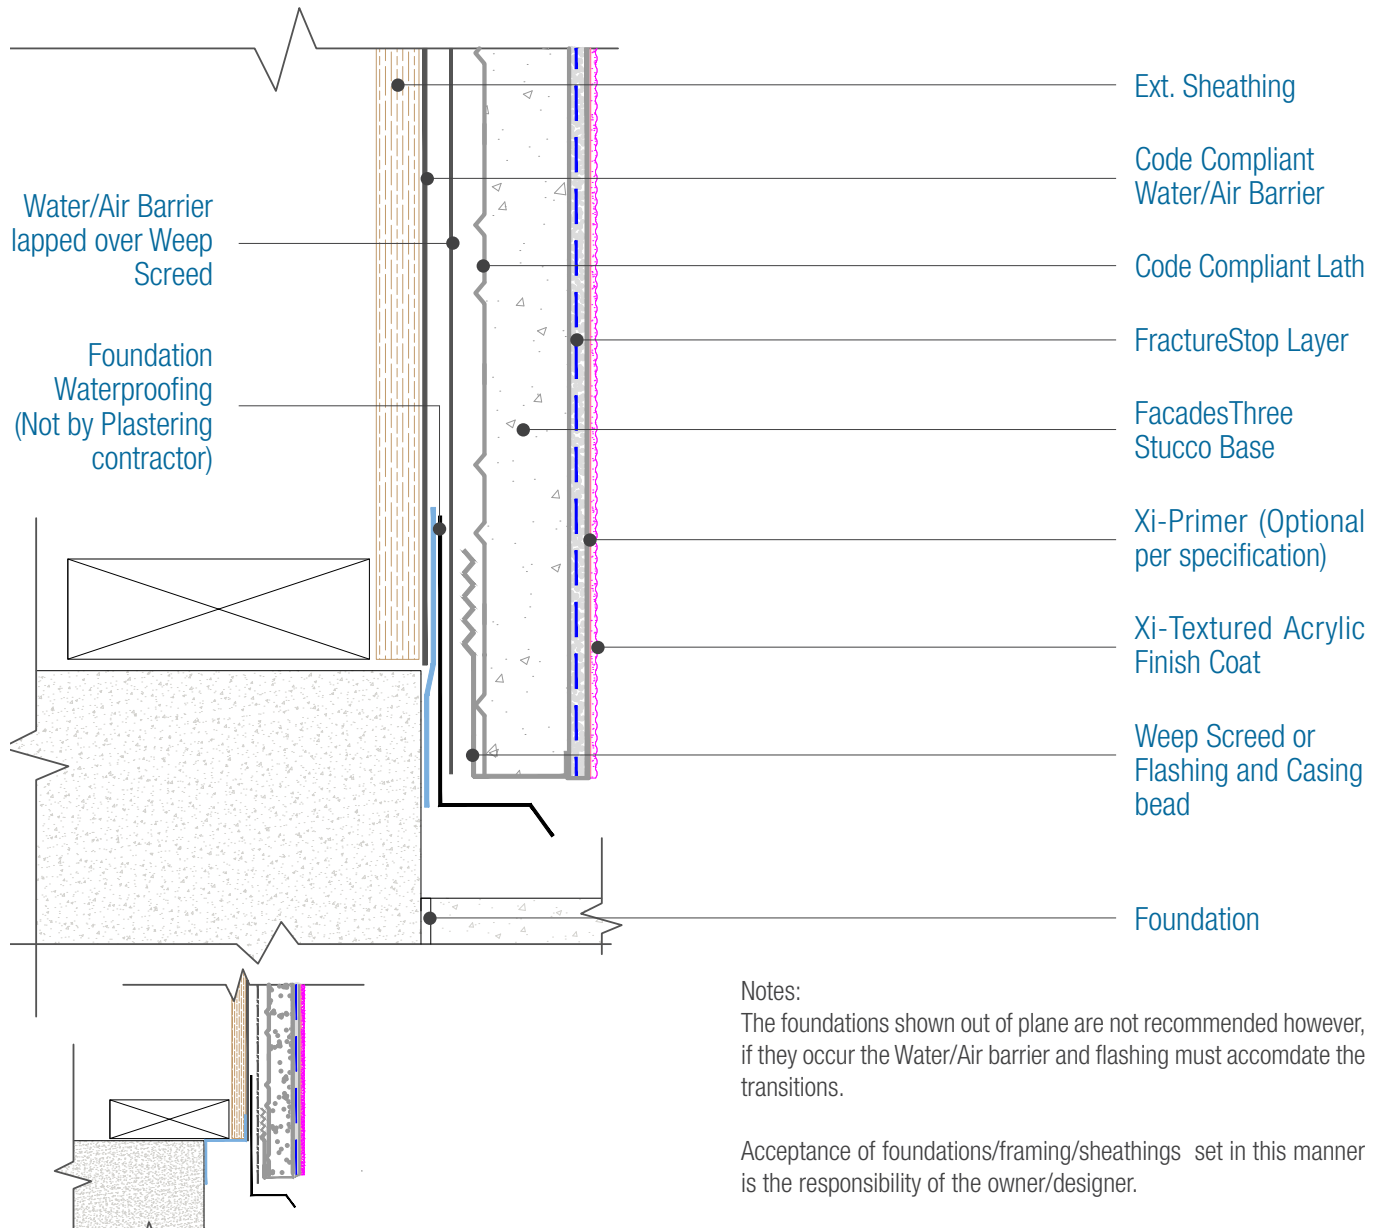 Ext. Sheathing
Code Compliant
Water/Air Barrier
Code Compliant Lath
FractureStop Layer
FacadesThree
Stucco Base
Xi-Primer (Optional
per specification)
Xi-Textured Acrylic
Finish Coat
Weep Screed or
Flashing and Casing
bead
Foundation
Water/Air Barrier
lapped over Weep
Screed
Foundation
Waterproofing
(Not by Plastering
contractor)
Notes:
The foundations shown out of plane are not recommended however,
if they occur the Water/Air barrier and flashing must accomdate the
transitions.
Acceptance of foundations/framing/sheathings set in this manner
is the responsibility of the owner/designer.